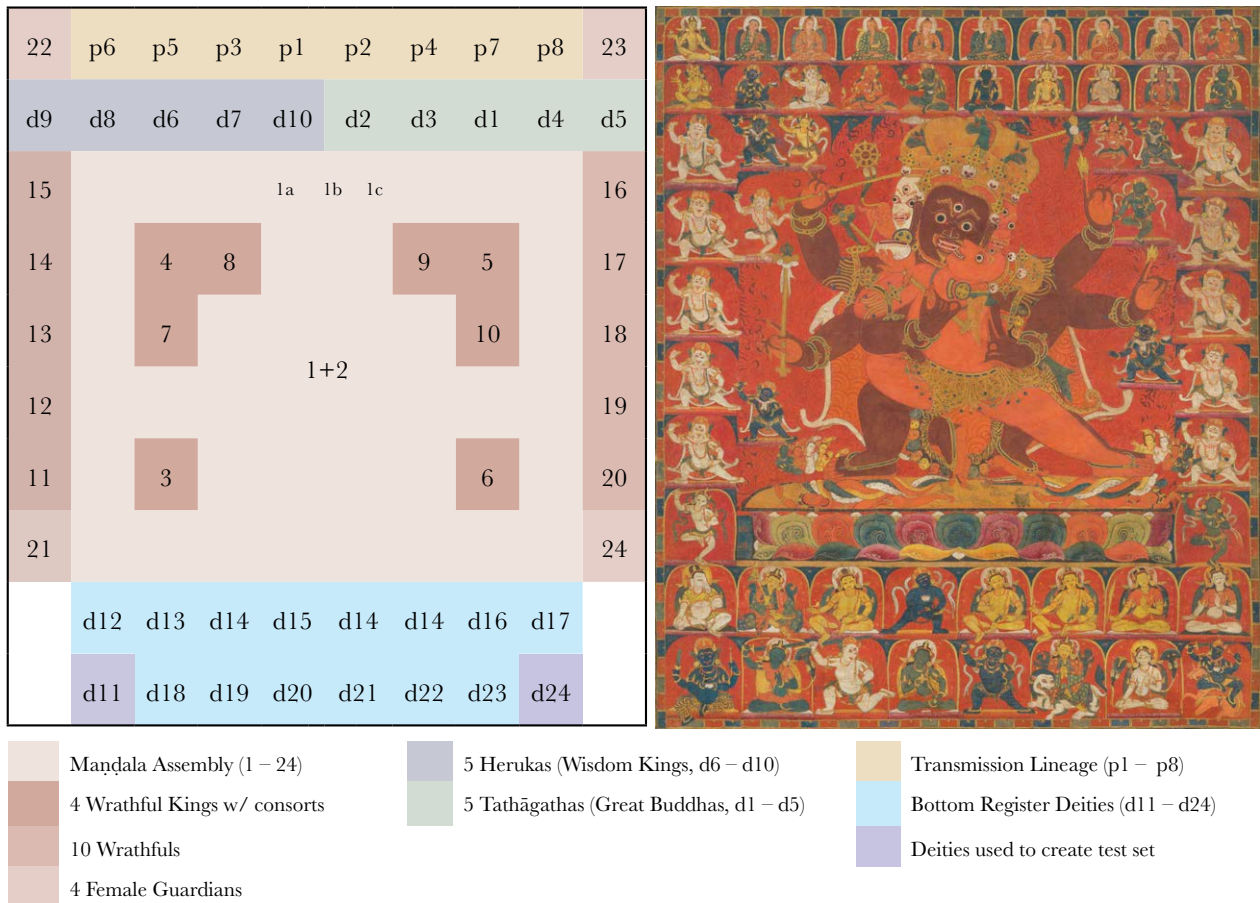 22 p6 p5 p3 p1 p2 p4 p7 p8 23
d9 d8 d6 d7 d10 d2 d3 d1 d4 d5
15 1a 1b 1c 16
14 4 8 9 5 17
13 7 10 18
1+2
12 19
11 3 6 20
21 24
d12 d13 d14 d15 d14 d14 d16 d17
d11 d18 d19 d20 d21 d22 d23 d24
Maṇḍala Assembly (1 – 24)
4 Wrathful Kings w/ consorts
10 Wrathfuls
4 Female Guardians
5 Herukas (Wisdom Kings, d6 – d10)
5 Tathāgathas (Great Buddhas, d1 – d5)
Transmission Lineage (p1 – p8)
Bottom Register Deities (d11 – d24)
Deities used to create test set